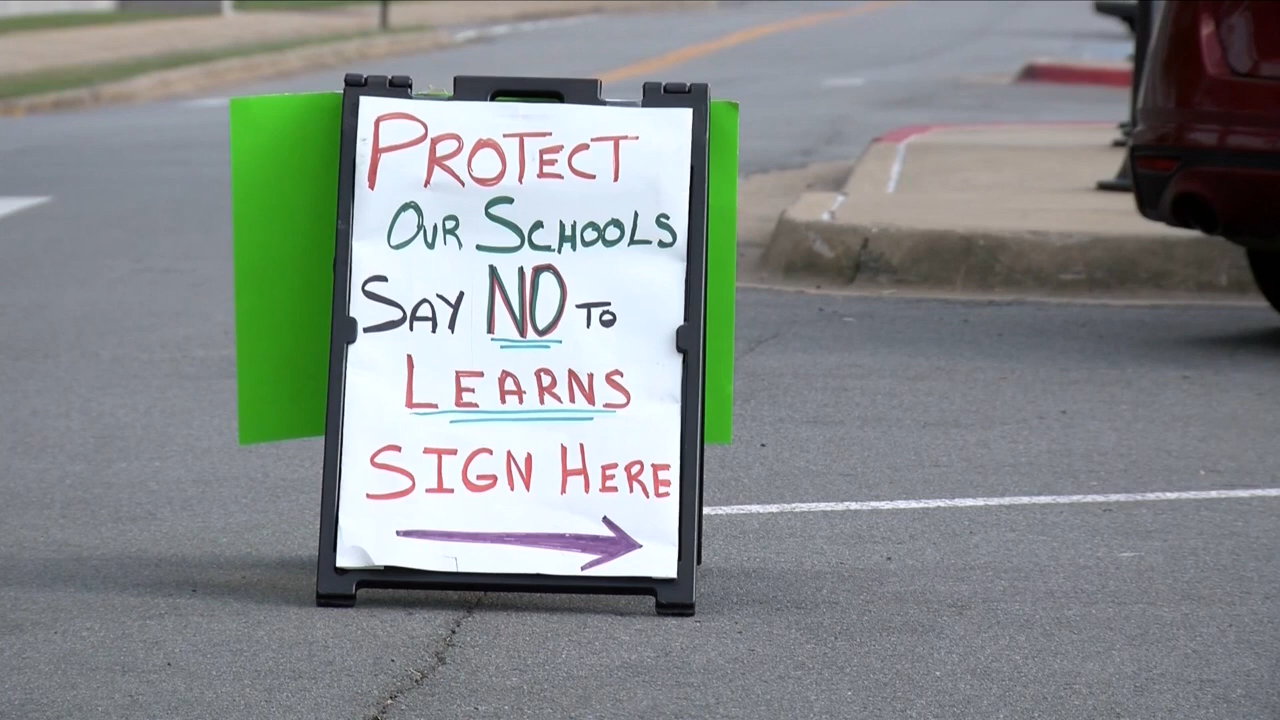 PROTECT
OUR SCHOOLS
SAY NO TO
LEARNS
SIGN HERE